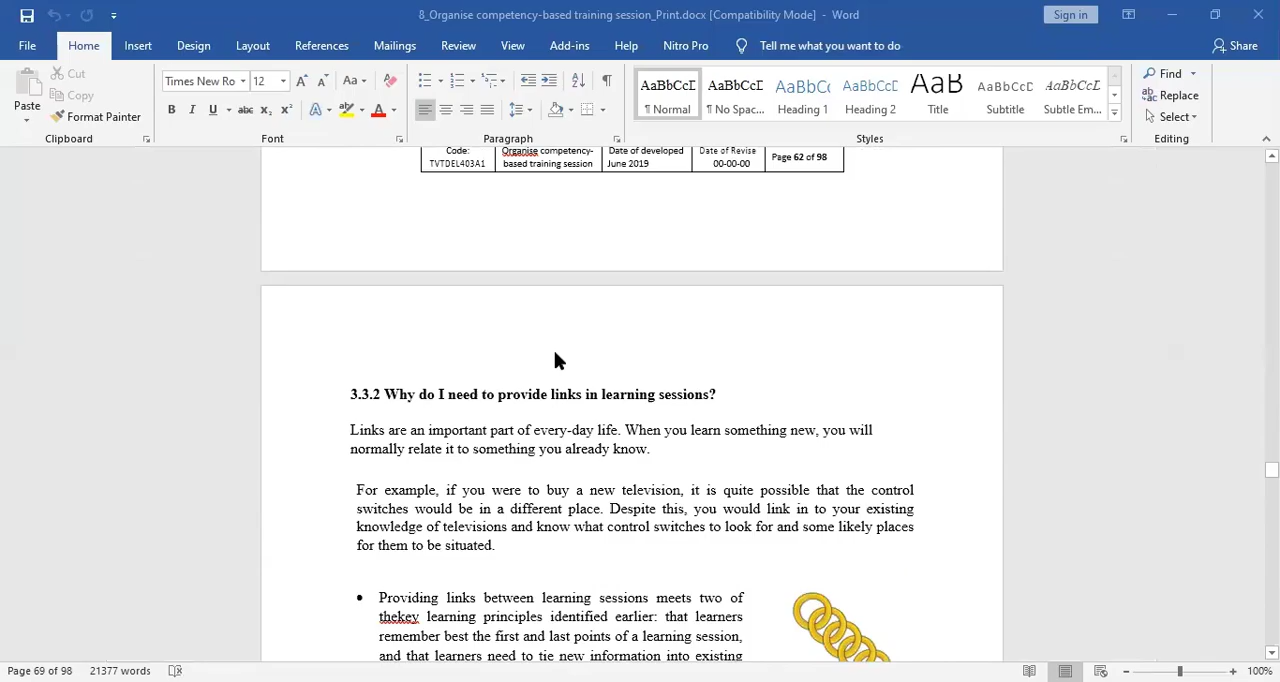 8_Organise competency-based training session_Print.docx [Compatibility Mode] - Word
Sign in
File Home Insert Design Layout References Mailings Review View Add-ins Help Nitro Pro Tell me what you want to do Share
Paste
Cut
Copy
Format Painter
Clipboard
Times New Ro 12
Font
Paragraph
AaBbCcD AaBbCcD AaBbCc AaBbCcD AaB AaBbCcD AaBbCcD
¶ Normal ¶ No Spac... Heading 1 Heading 2 Title Subtitle Subtle Em...
Styles
Find
Replace
Select
Editing
Code: Organise competency- Date of developed Date of Revise Page 62 of 98
TVTDEL403A1 based training session June 2019 00-00-00
3.3.2 Why do I need to provide links in learning sessions?
Links are an important part of every-day life. When you learn something new, you will
normally relate it to something you already know.
For example, if you were to buy a new television, it is quite possible that the control
switches would be in a different place. Despite this, you would link in to your existing
knowledge of televisions and know what control switches to look for and some likely places
for them to be situated.
• Providing links between learning sessions meets two of
thekey learning principles identified earlier: that learners
remember best the first and last points of a learning session,
and that learners need to tie new information into existing
Page 69 of 98 21377 words 100%